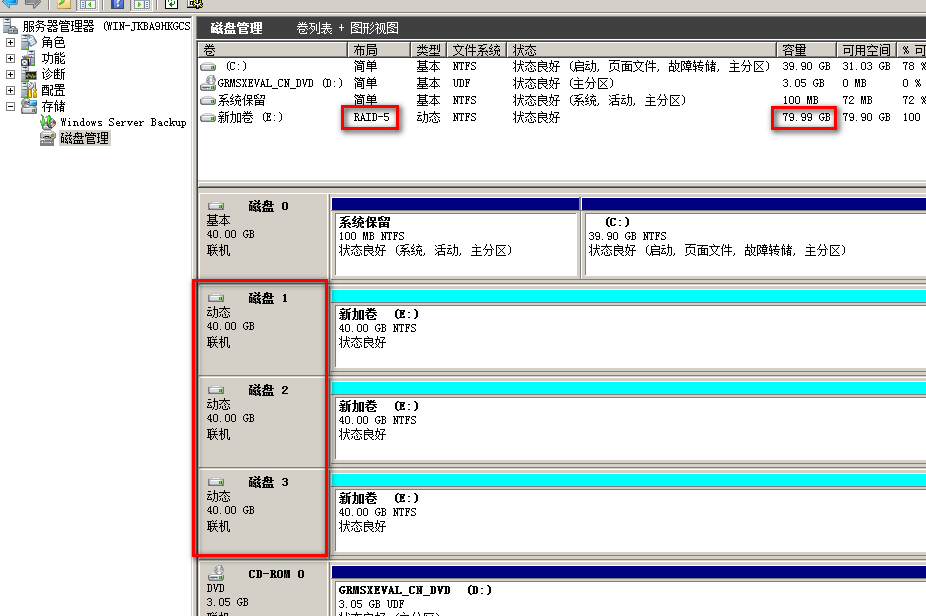 服务器管理器 (WIN-JKBA9HKGCS
角色
功能
诊断
配置
存储
Windows Server Backup
磁盘管理
磁盘管理 卷列表 + 图形视图
卷 布局 类型 文件系统 状态 容量 可用空间 % 可
(C:) 简单 基本 NTFS 状态良好 (启动, 页面文件, 故障转储, 主分区) 39.90 GB 31.03 GB 78 %
GRMSXEVAL_CN_DVD (D:) 简单 基本 UDF 状态良好 (主分区) 3.05 GB 0 MB 0 %
系统保留 简单 基本 NTFS 状态良好 (系统, 活动, 主分区) 100 MB 72 MB 72 %
新加卷 (E:) RAID-5 动态 NTFS 状态良好 79.99 GB 79.90 GB 100
磁盘 0
基本
40.00 GB
联机
系统保留
100 MB NTFS
状态良好 (系统, 活动, 主分区)
(C:)
39.90 GB NTFS
状态良好 (启动, 页面文件, 故障转储, 主分区)
磁盘 1
动态
40.00 GB
联机
新加卷 (E:)
40.00 GB NTFS
状态良好
磁盘 2
动态
40.00 GB
联机
新加卷 (E:)
40.00 GB NTFS
状态良好
磁盘 3
动态
40.00 GB
联机
新加卷 (E:)
40.00 GB NTFS
状态良好
CD-ROM 0
DVD
3.05 GB
联机
GRMSXEVAL_CN_DVD (D:)
3.05 GB UDF
状态良好 (主分区)